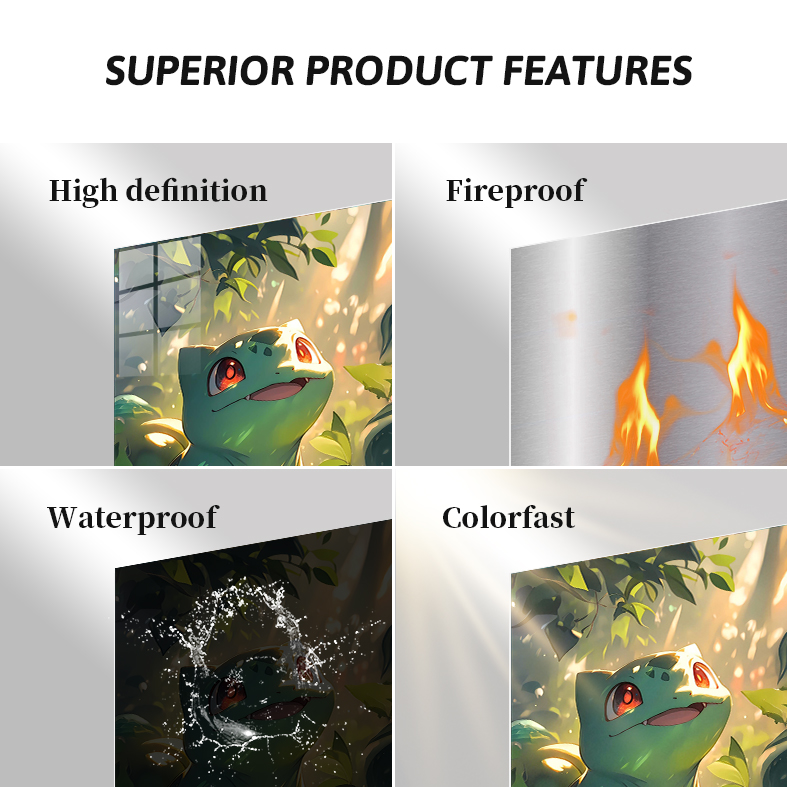 SUPERIOR PRODUCT FEATURES
High definition
Fireproof
Waterproof
Colorfast